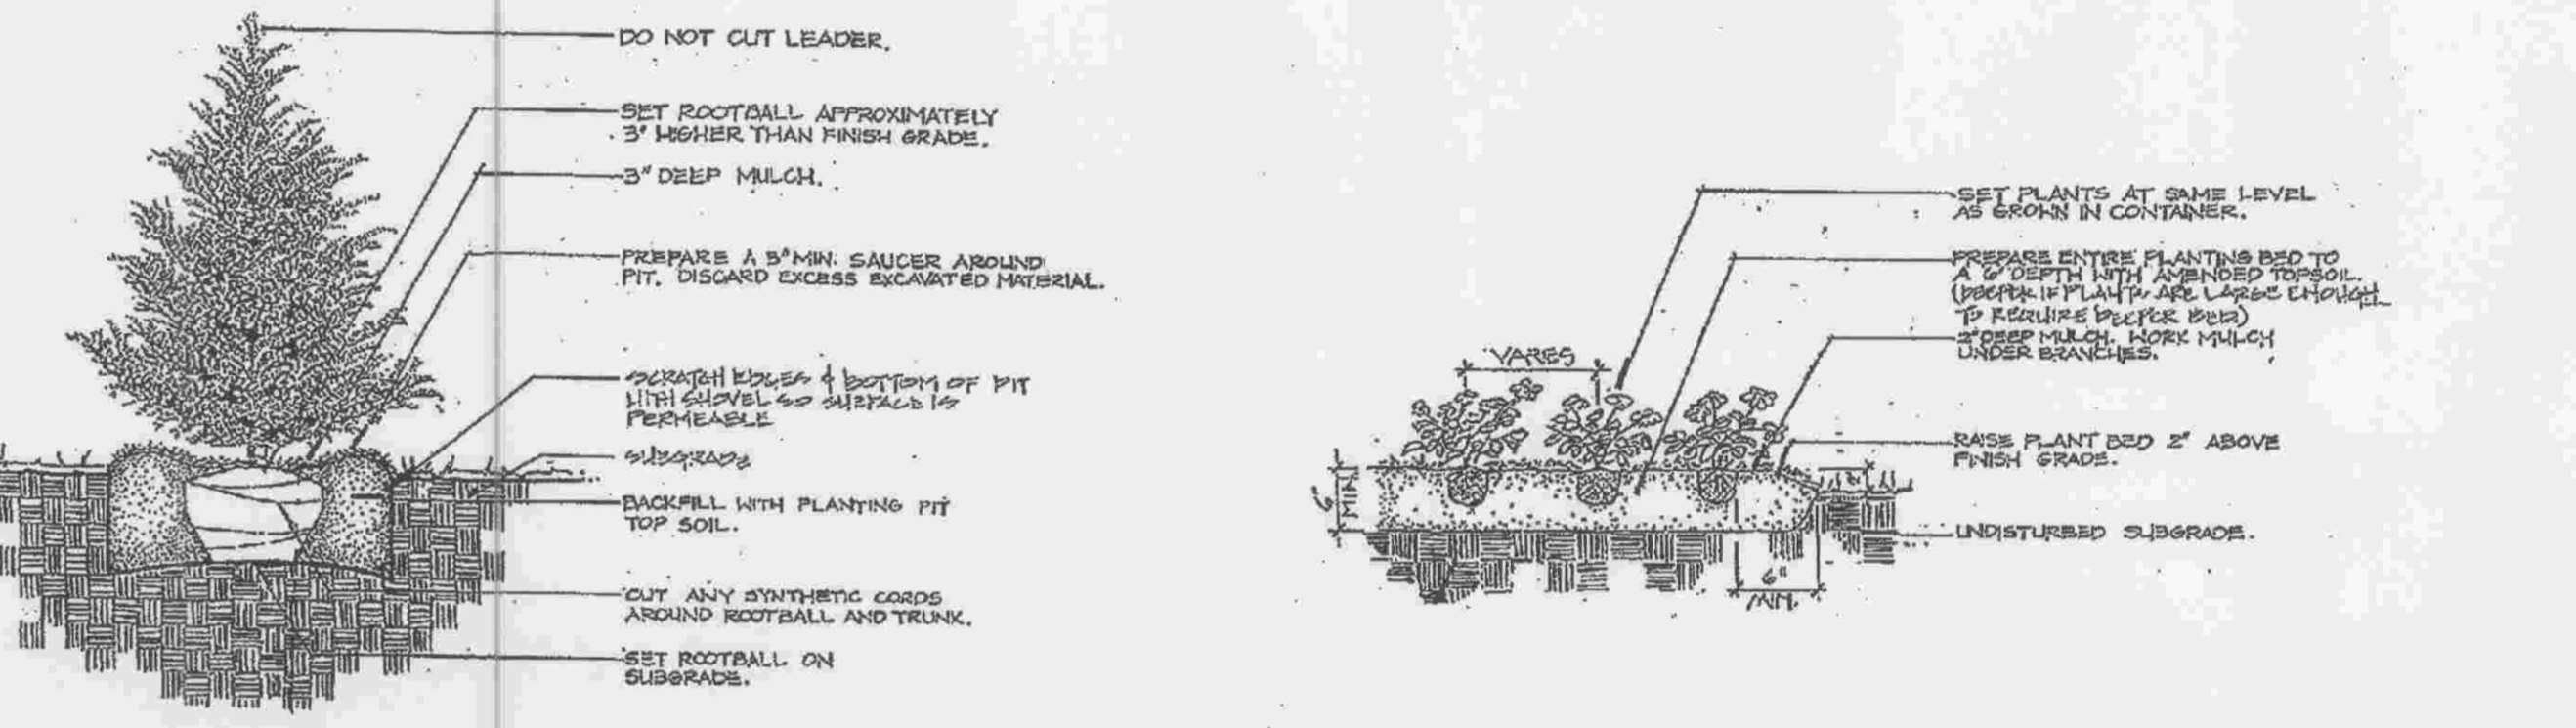 DO NOT CUT LEADER.
SET ROOTBALL APPROXIMATELY
3" HIGHER THAN FINISH GRADE.
3" DEEP MULCH.
PREPARE A 3" MIN. SAUCER AROUND
PIT. DISCARD EXCESS EXCAVATED MATERIAL.
SCRATCH EDGES & BOTTOM OF PIT
WITH SHOVEL SO SURFACE IS
PERMEABLE
SUBGRADE
BACKFILL WITH PLANTING PIT
TOP SOIL.
CUT ANY SYNTHETIC CORDS
AROUND ROOTBALL AND TRUNK.
SET ROOTBALL ON
SUBGRADE.
SET PLANTS AT SAME LEVEL
AS GROWN IN CONTAINER.
PREPARE ENTIRE PLANTING BED TO
A 6" DEPTH WITH AMENDED TOPSOIL.
(DEEPER IF PLANTS ARE LARGE ENOUGH
TO REQUIRE DEEPER BED)
2" DEEP MULCH. WORK MULCH
UNDER BRANCHES.
VARES
RAISE PLANT BED 2" ABOVE
FINISH GRADE.
6" MIN.
UNDISTURBED SUBGRADE.
6"
MIN.